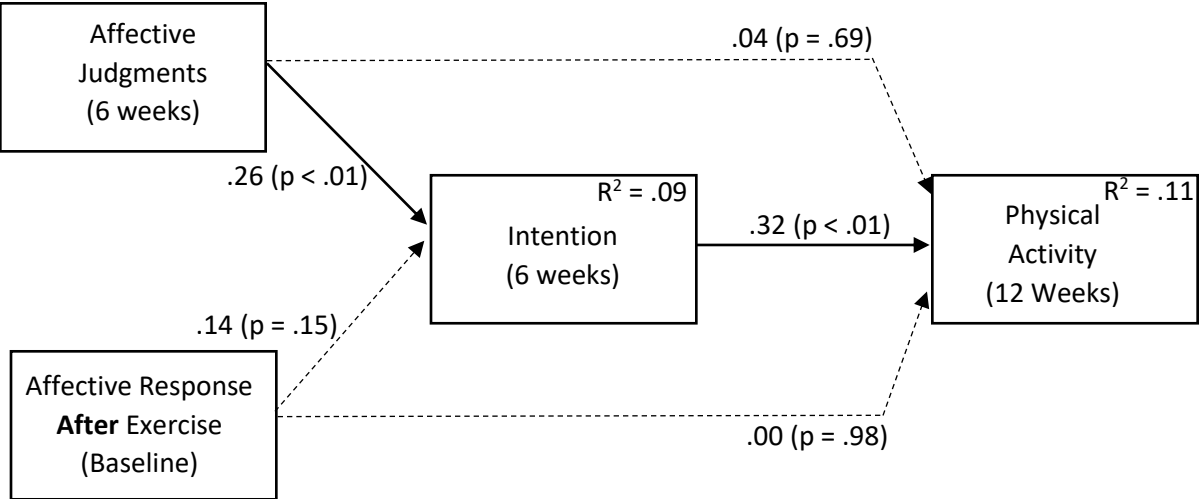 Affective
Judgments
(6 weeks)
.04 (p = .69)
.26 (p < .01)
R² = .09
Intention
(6 weeks)
.32 (p < .01)
R² = .11
Physical
Activity
(12 Weeks)
.14 (p = .15)
Affective Response
After Exercise
(Baseline)
.00 (p = .98)